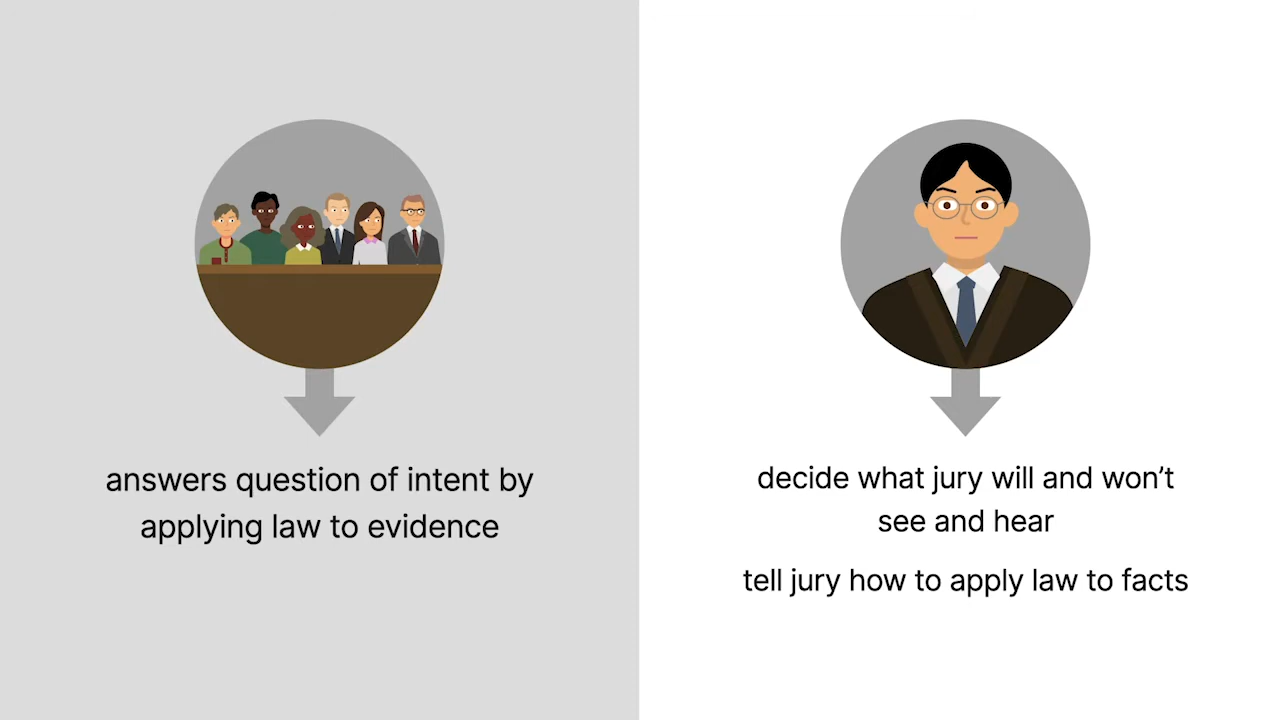 answers question of intent by
applying law to evidence
decide what jury will and won’t
see and hear
tell jury how to apply law to facts